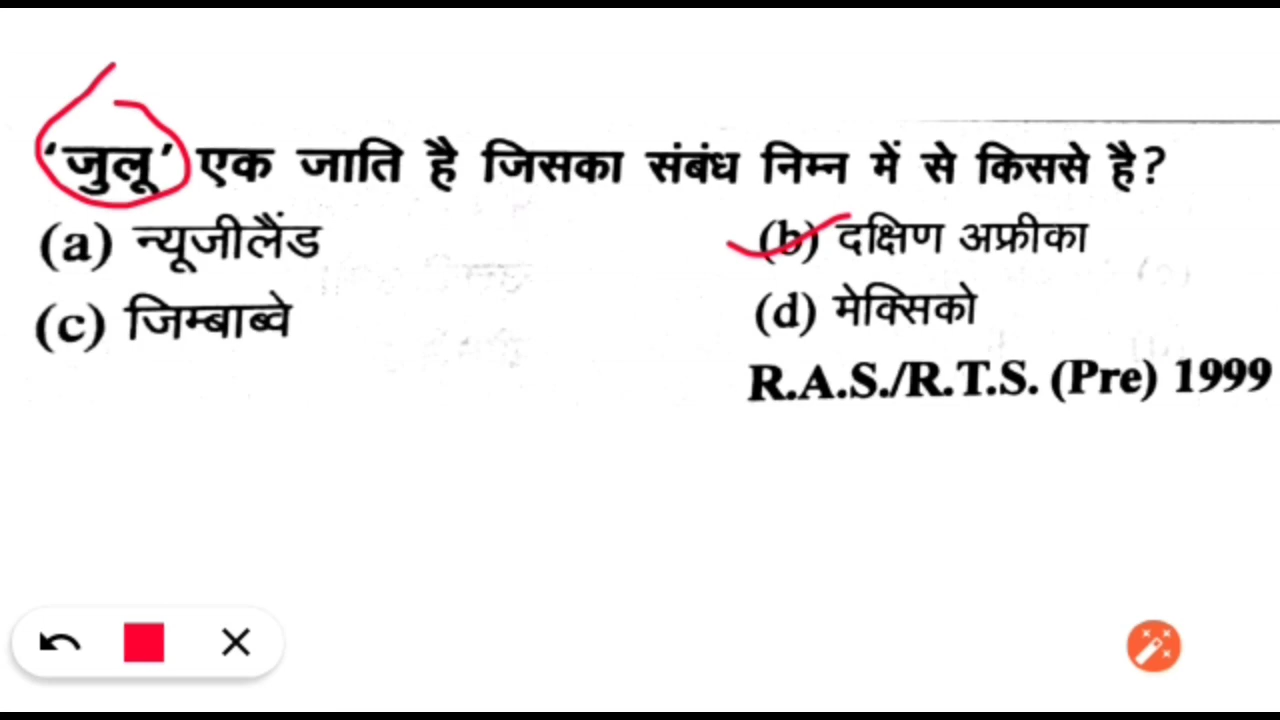 ‘जुलू’ एक जाति है जिसका संबंध निम्न में से किससे है?
(a) न्यूजीलैंड (b) दक्षिण अफ्रीका
(c) जिम्बाब्वे (d) मेक्सिको
R.A.S./R.T.S. (Pre) 1999